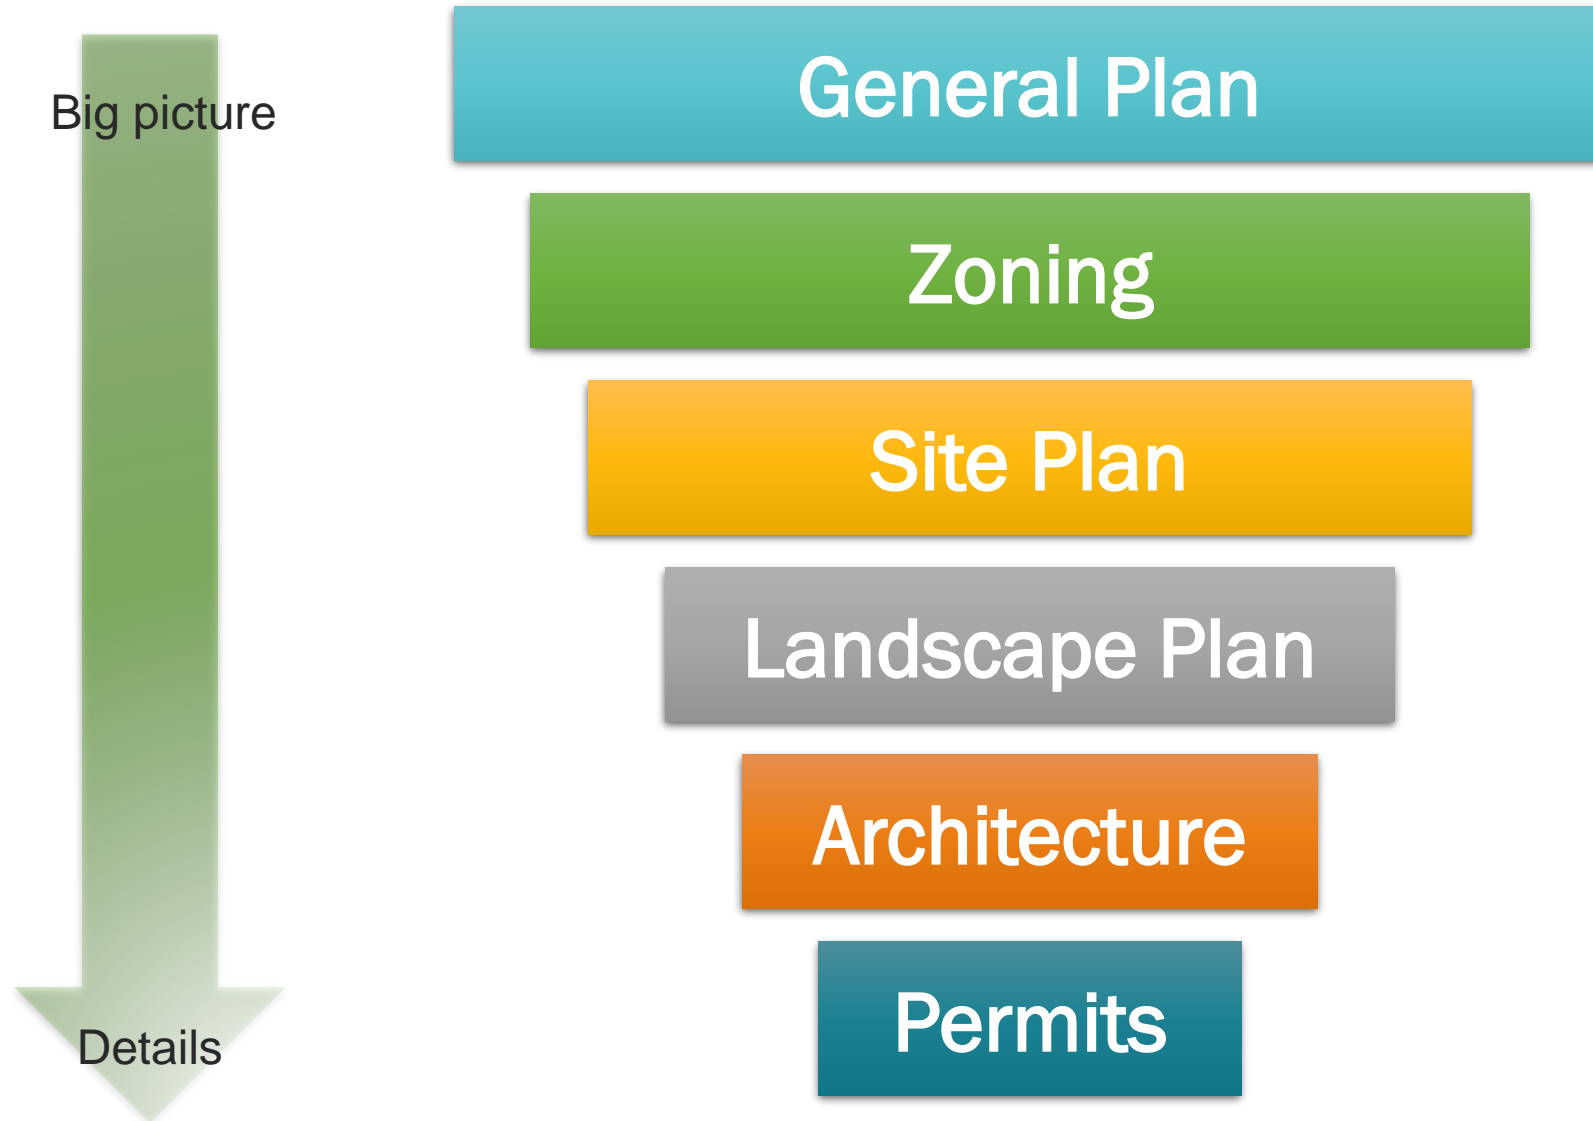 Big picture
General Plan
Zoning
Site Plan
Landscape Plan
Architecture
Permits
Details